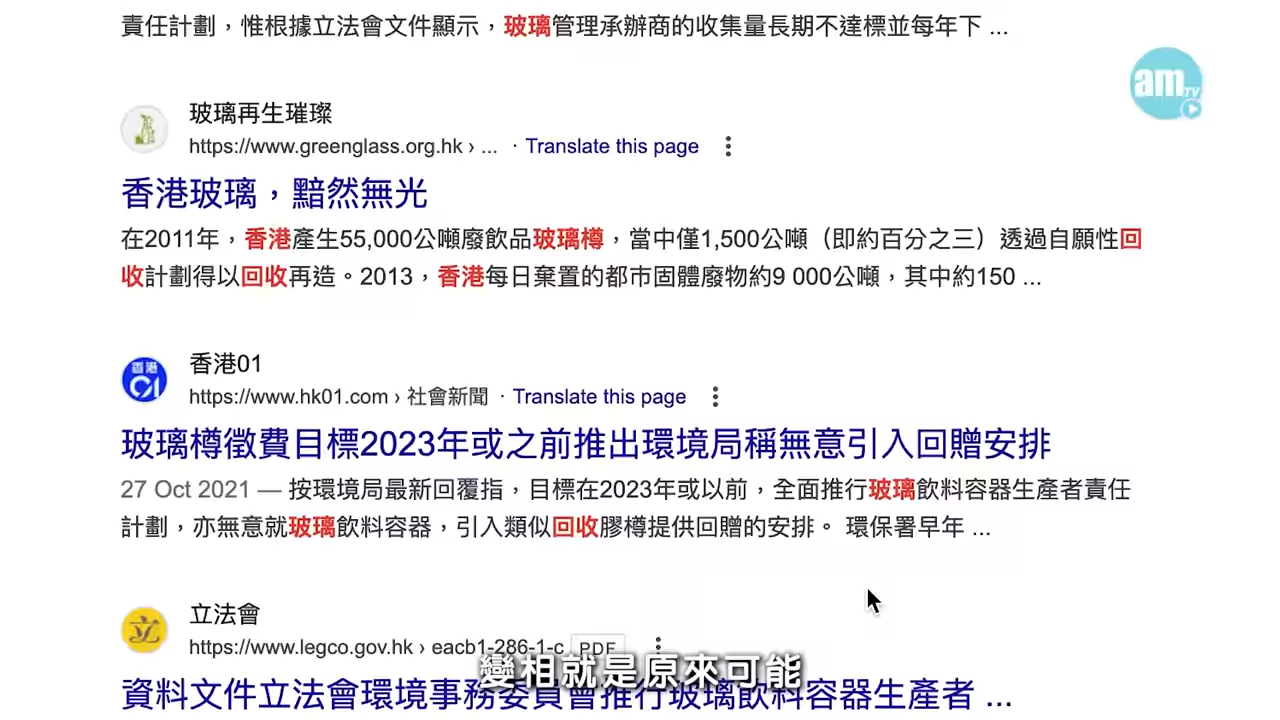 責任計劃，惟根據立法會文件顯示，玻璃管理承辦商的收集量長期不達標並每年下 ...
amTV
玻璃再生璀璨
https://www.greenglass.org.hk › ... · Translate this page
香港玻璃，黯然無光
在2011年，香港產生55,000公噸廢飲品玻璃樽，當中僅1,500公噸（即約百分之三）透過自願性回
收計劃得以回收再造。2013，香港每日棄置的都市固體廢物約9 000公噸，其中約150 ...
香港01
香港01
https://www.hk01.com › 社會新聞 · Translate this page
玻璃樽徵費目標2023年或之前推出環境局稱無意引入回贈安排
27 Oct 2021 — 按環境局最新回覆指，目標在2023年或以前，全面推行玻璃飲料容器生產者責任
計劃，亦無意就玻璃飲料容器，引入類似回收膠樽提供回贈的安排。 環保署早年 ...
立
立法會
https://www.legco.gov.hk › eacb1-286-1-c PDF
變相就是原來可能
資料文件立法會環境事務委員會推行玻璃飲料容器生產者 ...